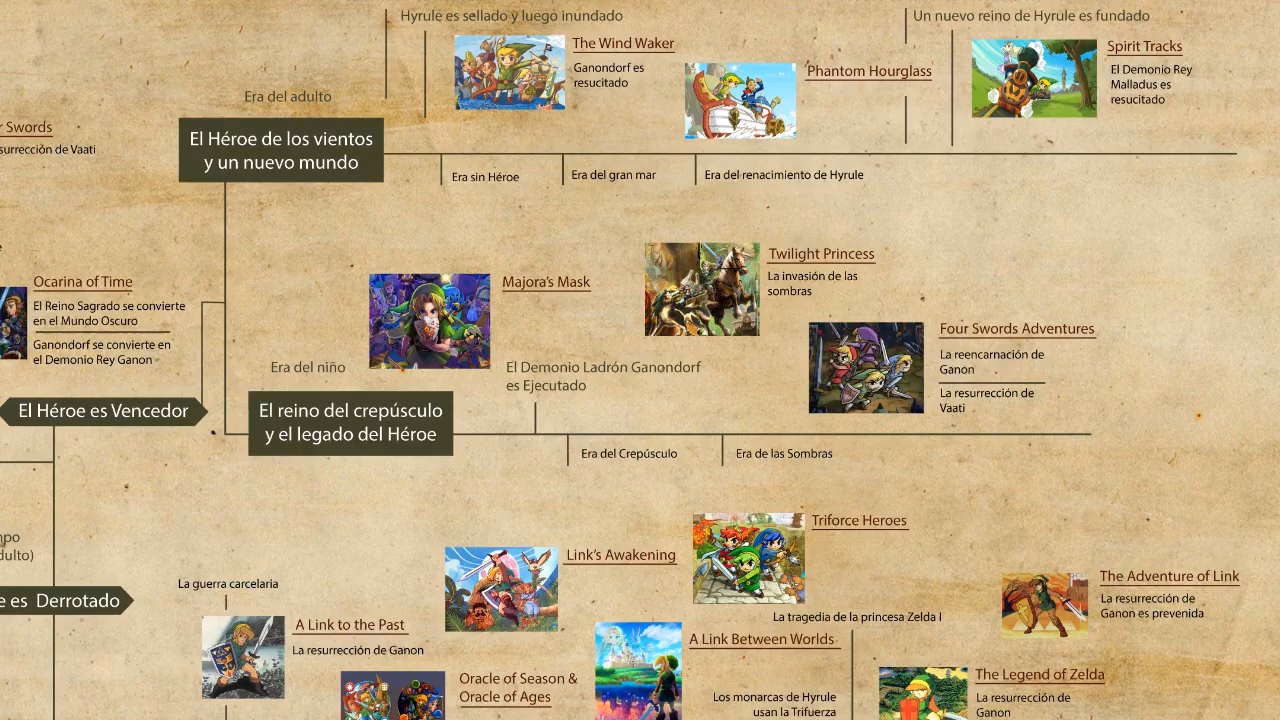 Hyrule es sellado y luego inundado
Un nuevo reino de Hyrule es fundado
The Wind Waker
Ganondorf es
resucitado
Phantom Hourglass
Spirit Tracks
El Demonio Rey
Malladus es
resucitado
Era del adulto
r Swords
surrección de Vaati
El Héroe de los vientos
y un nuevo mundo
Era sin Héroe
Era del gran mar
Era del renacimiento de Hyrule
Ocarina of Time
El Reino Sagrado se convierte
en el Mundo Oscuro
Ganondorf se convierte en
el Demonio Rey Ganon
Majora's Mask
Twilight Princess
La invasión de las
sombras
Four Swords Adventures
La reencarnación de
Ganon
La resurrección de
Vaati
Era del niño
El Demonio Ladrón Ganondorf
es Ejecutado
El Héroe es Vencedor
El reino del crepúsculo
y el legado del Héroe
Era del Crepúsculo
Era de las Sombras
mpo
dulto)
e es Derrotado
La guerra carcelaria
A Link to the Past
La resurrección de Ganon
Link's Awakening
Oracle of Season &
Oracle of Ages
Triforce Heroes
La tragedia de la princesa Zelda I
A Link Between Worlds
Los monarcas de Hyrule
usan la Trifuerza
The Adventure of Link
La resurrección de
Ganon es prevenida
The Legend of Zelda
La resurrección de
Ganon